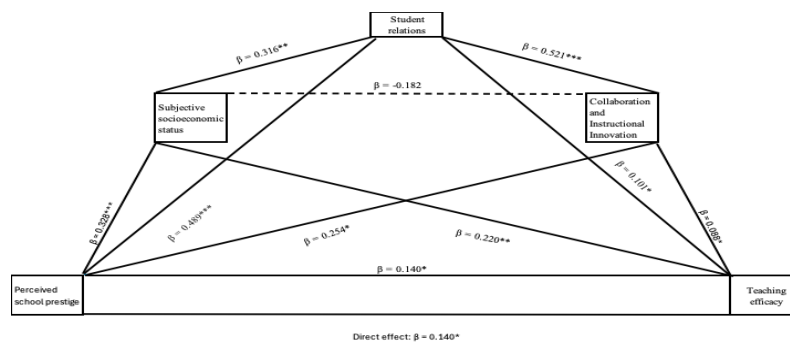 Student
relations
β = 0.316**
β = 0.521***
β = -0.182
Subjective
socioeconomic
status
Collaboration
and
Instructional
Innovation
β = 0.328***
β = 0.489***
β = 0.254*
β = 0.220**
β = 0.101*
β = 0.088*
β = 0.140*
Perceived
school prestige
Teaching
efficacy
Direct effect: β = 0.140*